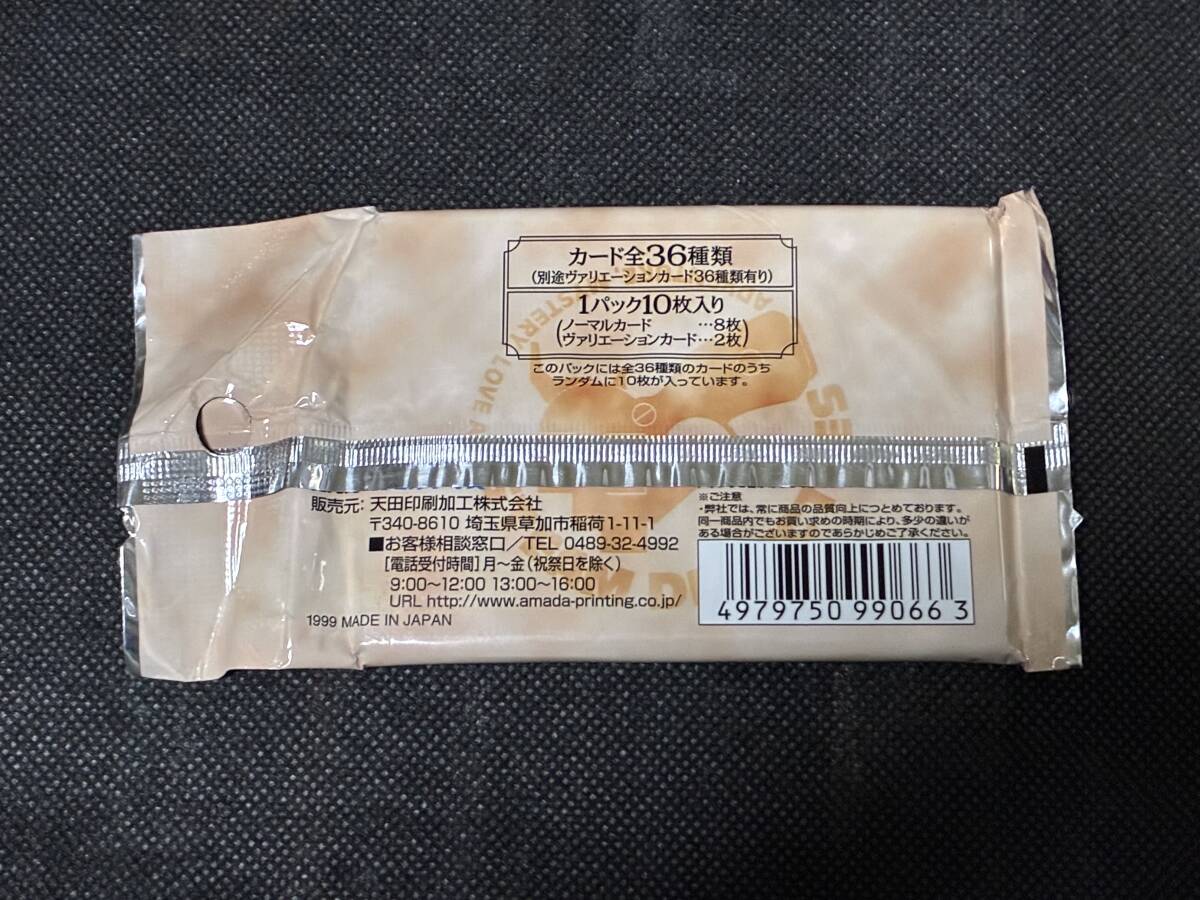 カード全36種類
(別途ヴァリエーションカード36種類有り)
1パック10枚入り
(ノーマルカード …8枚
ヴァリエーションカード…2枚)
このパックには全36種類のカードのうち
ランダムに10枚が入っています。
MYSTERY, LOVE
販売元: 天田印刷加工株式会社
〒340-8610 埼玉県草加市稲荷1-11-1
■お客様相談窓口/TEL 0489-32-4992
[電話受付時間]月〜金(祝祭日を除く)
9:00〜12:00 13:00〜16:00
URL http://www.amada-printing.co.jp/
1999 MADE IN JAPAN
※ご注意
・弊社では、常に商品の品質向上につとめております。
同一商品内でもお買い求めの時期により、多少の違いが
ある場合がございますのであらかじめご了承ください。
4979750990663